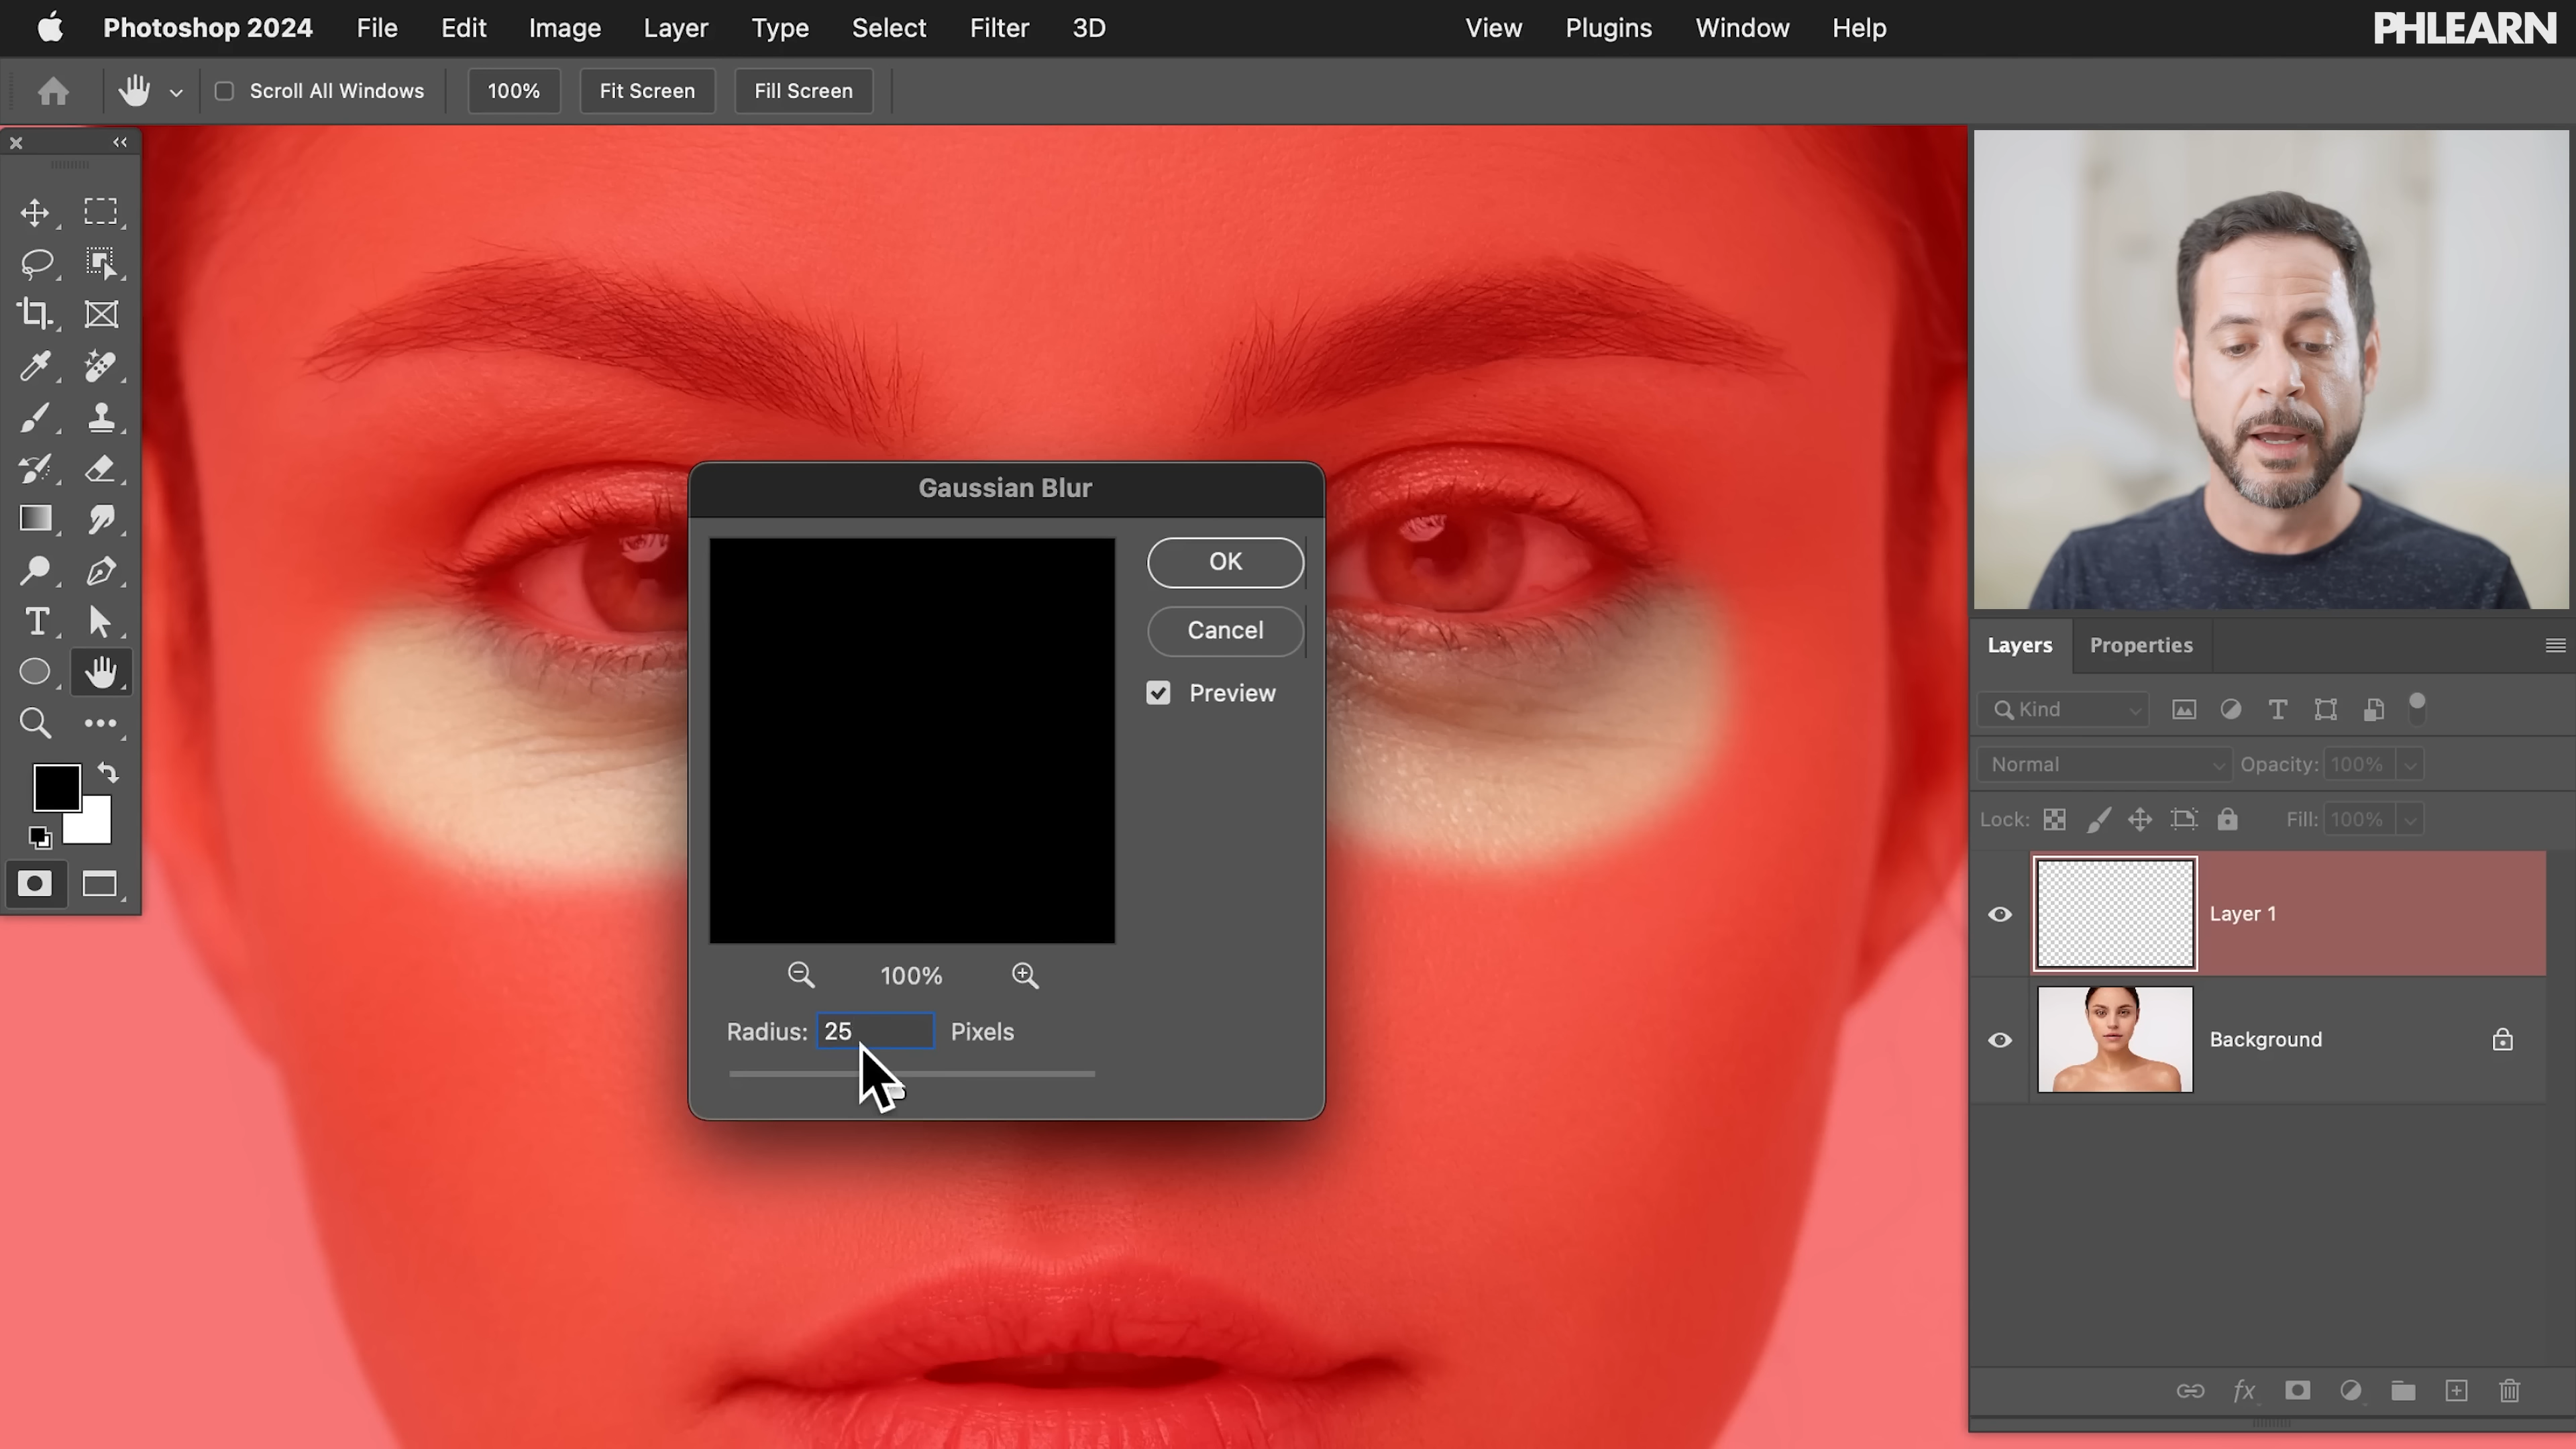 Photoshop 2024 File Edit Image Layer Type Select Filter 3D View Plugins Window Help PHLEARN
Scroll All Windows 100% Fit Screen Fill Screen
Gaussian Blur
OK
Cancel
Preview
100%
Radius: 25 Pixels
Layers Properties
Kind
Normal Opacity: 100%
Lock: Fill: 100%
Layer 1
Background